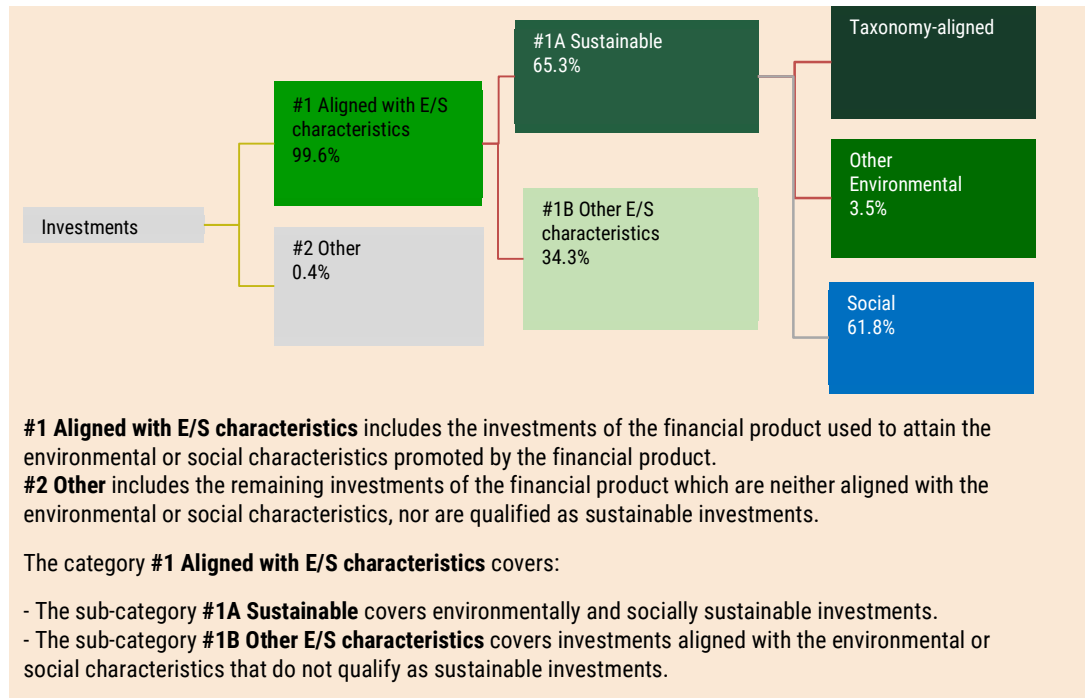 Investments
#1 Aligned with E/S
characteristics
99.6%
#2 Other
0.4%
#1A Sustainable
65.3%
#1B Other E/S
characteristics
34.3%
Taxonomy-aligned
Other
Environmental
3.5%
Social
61.8%
#1 Aligned with E/S characteristics includes the investments of the financial product used to attain the
environmental or social characteristics promoted by the financial product.
#2 Other includes the remaining investments of the financial product which are neither aligned with the
environmental or social characteristics, nor are qualified as sustainable investments.
The category #1 Aligned with E/S characteristics covers:
- The sub-category #1A Sustainable covers environmentally and socially sustainable investments.
- The sub-category #1B Other E/S characteristics covers investments aligned with the environmental or
social characteristics that do not qualify as sustainable investments.